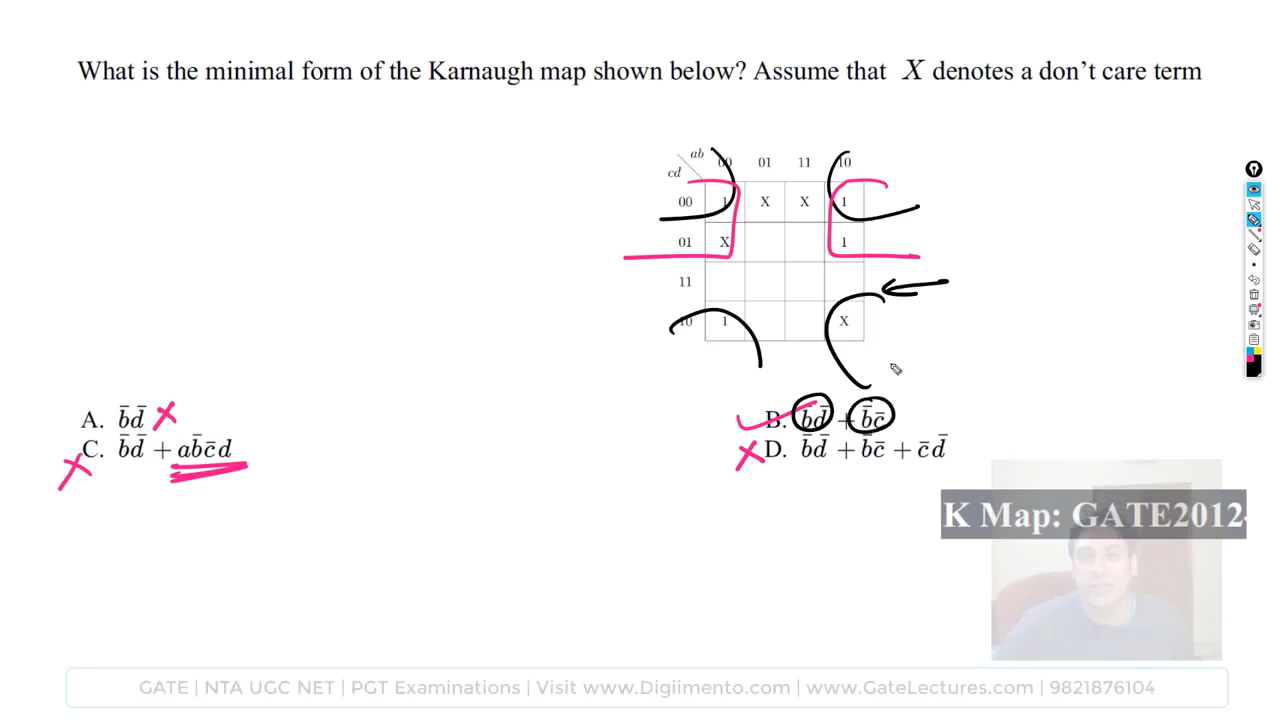 What is the minimal form of the Karnaugh map shown below? Assume that X denotes a don’t care term
ab
00 01 11 10
cd
00 1 X X 1
01 X 1
11
10 1 X
A. b̄d̄
B. b̄d̄ + b̄c̄
C. b̄d̄ + ab̄c̄d
D. b̄d̄ + b̄c̄ + c̄d̄
K Map: GATE2012-
GATE | NTA UGC NET | PGT Examinations | Visit www.Digiimento.com | www.GateLectures.com | 9821876104